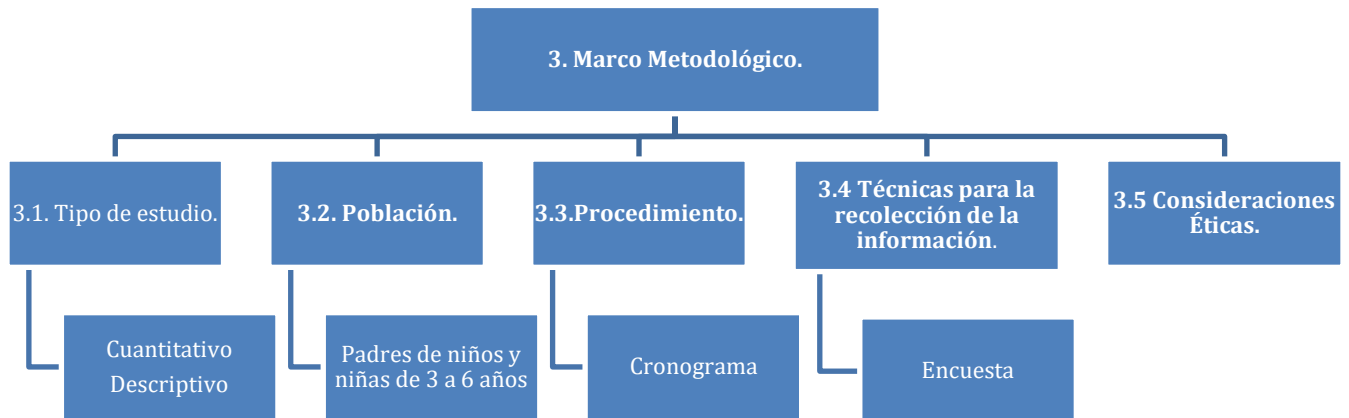 3. Marco Metodológico.
3.1. Tipo de estudio.
3.2. Población.
3.3.Procedimiento.
3.4 Técnicas para la
recolección de la
información.
3.5 Consideraciones
Éticas.
Cuantitativo
Descriptivo
Padres de niños y
niñas de 3 a 6 años
Cronograma
Encuesta